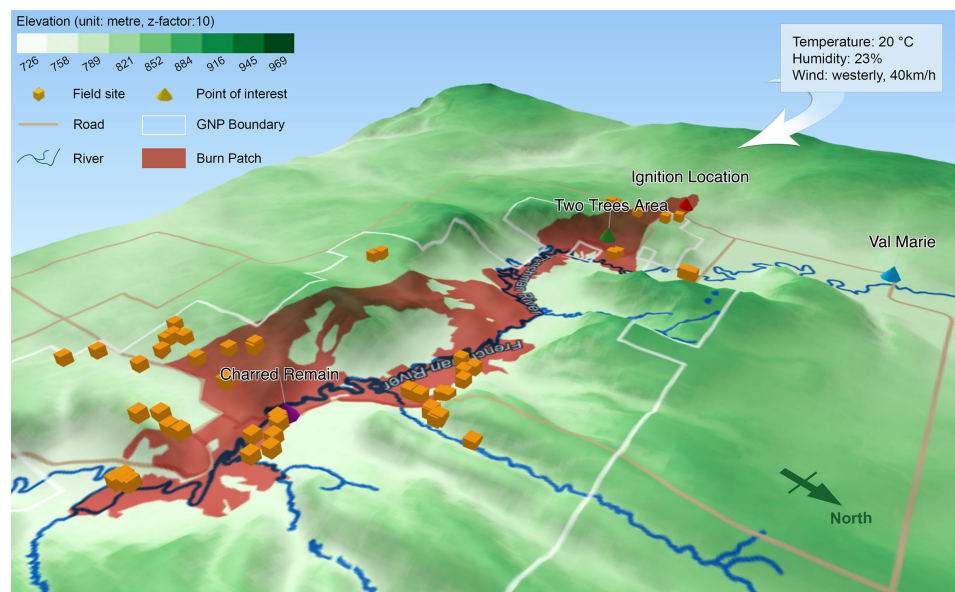 Elevation (unit: metre, z-factor:10)
726 758 789 821 852 884 916 945 969
Field site
Point of interest
Road
GNP Boundary
River
Burn Patch
Temperature: 20 °C
Humidity: 23%
Wind: westerly, 40km/h
Ignition Location
Two Trees Area
Val Marie
Charred Remain
North